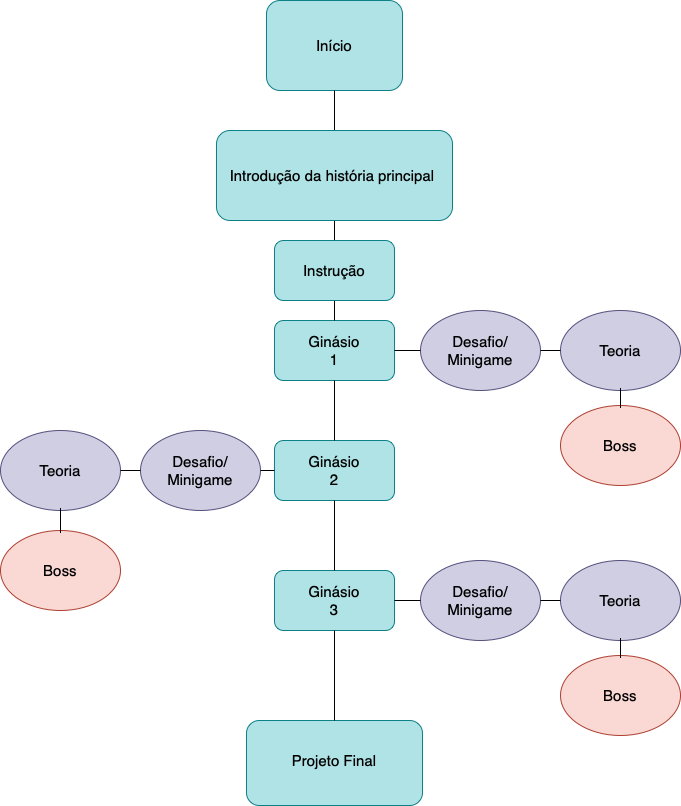 Início
Introdução da história principal
Instrução
Ginásio
1
Desafio/
Minigame
Teoria
Boss
Ginásio
2
Desafio/
Minigame
Teoria
Boss
Ginásio
3
Desafio/
Minigame
Teoria
Boss
Projeto Final